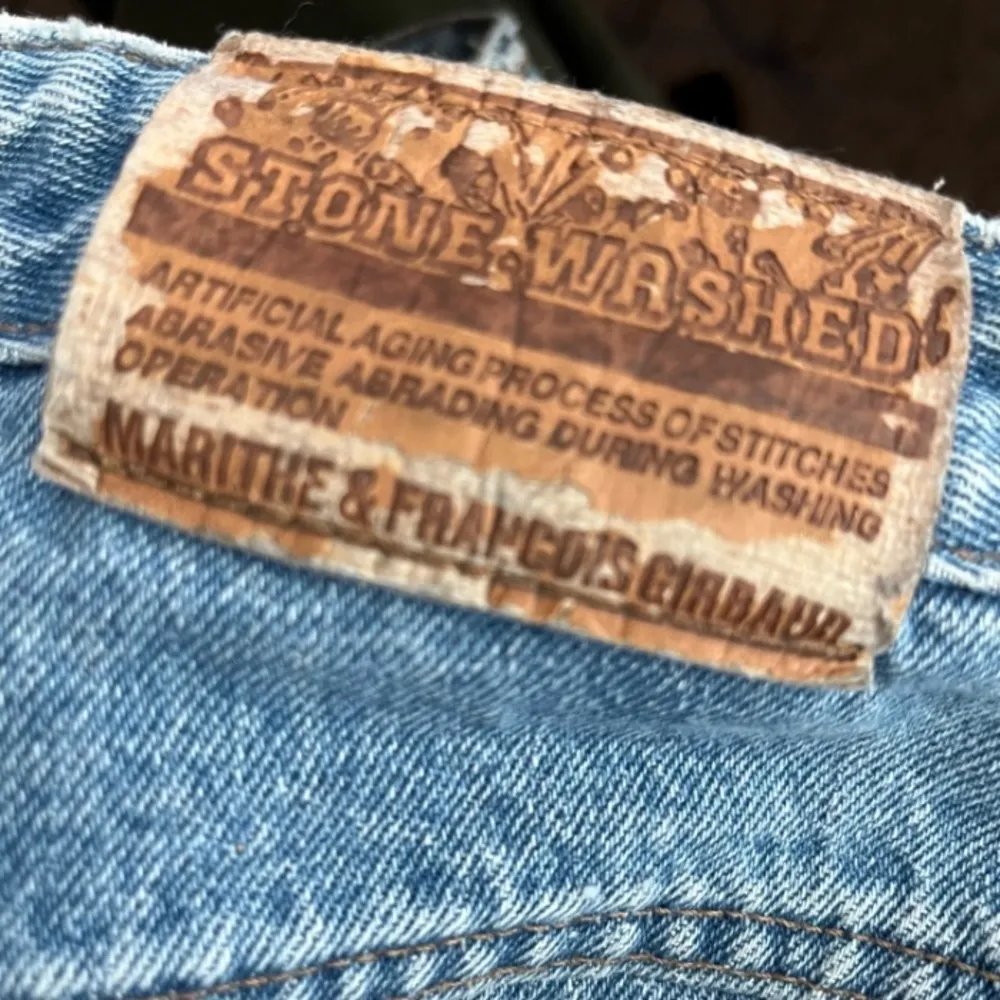 STONE WASHED
ARTIFICIAL AGING PROCESS OF STITCHES
ABRASIVE ABRADING DURING WASHING
OPERATION
MARITHE & FRANCOIS GIRBAUD